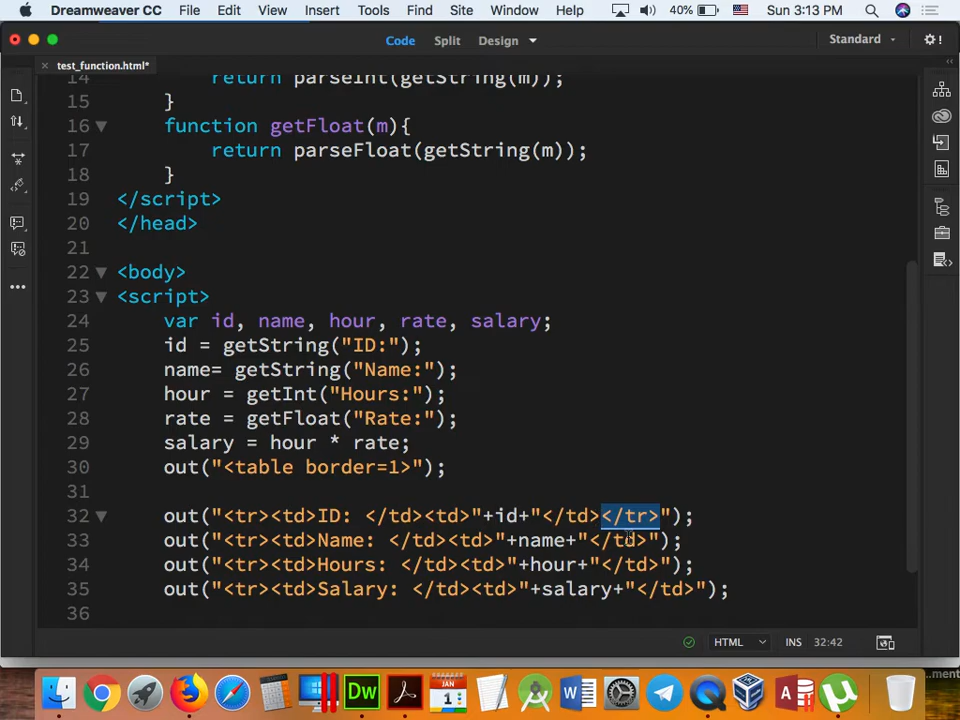 Dreamweaver CC File Edit View Insert Tools Find Site Window Help 40% Sun 3:13 PM
Code Split Design Standard
test_function.html*
14 return parseInt(getString(m));
15 }
16 function getFloat(m){
17 return parseFloat(getString(m));
18 }
19 </script>
20 </head>
21
22 <body>
23 <script>
24 var id, name, hour, rate, salary;
25 id = getString("ID:");
26 name= getString("Name:");
27 hour = getInt("Hours:");
28 rate = getFloat("Rate:");
29 salary = hour * rate;
30 out("<table border=1>");
31
32 out("<tr><td>ID: </td><td>"+id+"</td></tr>");
33 out("<tr><td>Name: </td><td>"+name+"</td>");
34 out("<tr><td>Hours: </td><td>"+hour+"</td>");
35 out("<tr><td>Salary: </td><td>"+salary+"</td>");
36
HTML INS 32:42
...ment
JAN
1
Dw
W